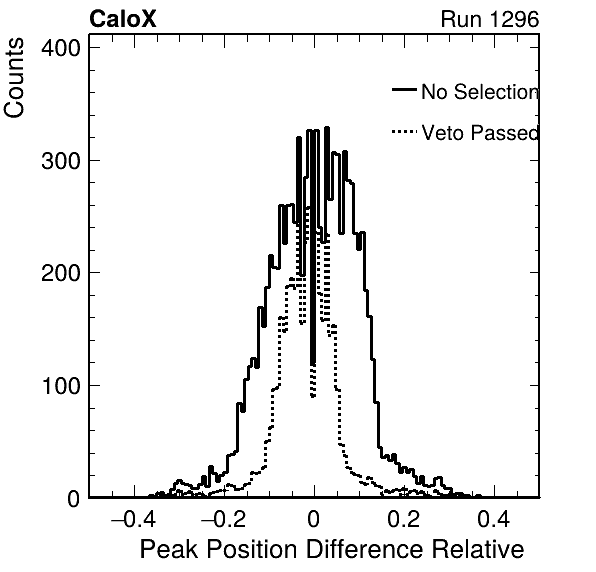 CaloX Run 1296
Counts
400
300
200
100
0
No Selection
Veto Passed
−0.4 −0.2 0 0.2 0.4
Peak Position Difference Relative